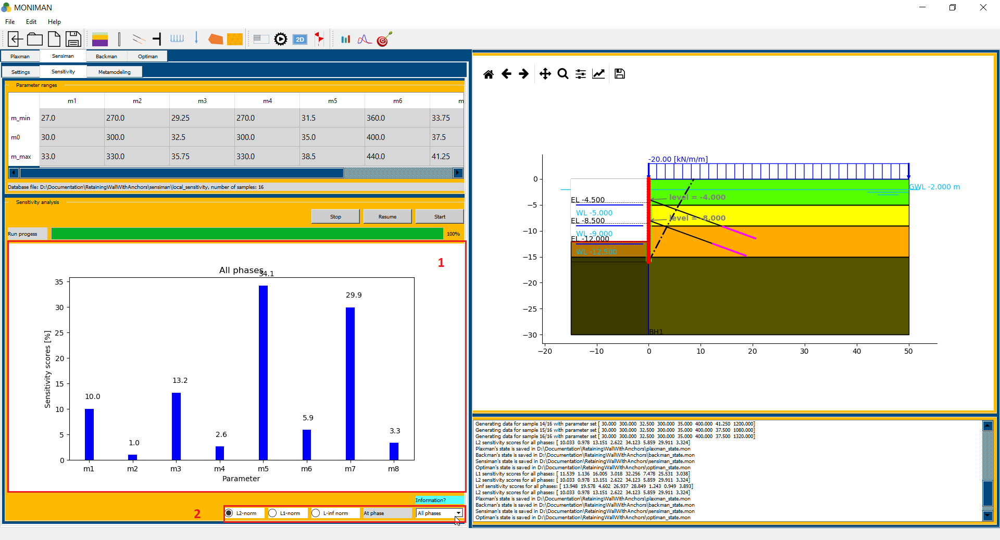 MONIMAN
File Edit Help
2D
Plaxman Sensiman Backman Optiman
Settings Sensitivity Metamodeling
Parameter ranges
m1 m2 m3 m4 m5 m6 m
m_min 27.0 270.0 29.25 270.0 31.5 360.0 33.75
m0 30.0 300.0 32.5 300.0 35.0 400.0 37.5
m_max 33.0 330.0 35.75 330.0 38.5 440.0 41.25
Database file: D:\Documentation\RetainingWallWithAnchors\sensiman\local_sensitivity, number of samples: 16
Sensitivity analysis
Stop Resume Start
Run progess 100%
1
All phases
34.1
35
30
25
20
15
10
5
0
Sensitivity scores [%]
10.0
1.0
13.2
2.6
5.9
29.9
3.3
m1 m2 m3 m4 m5 m6 m7 m8
Parameter
Information?
2
L2-norm L1-norm L-inf norm At phase All phases
-20.00 [kN/m/m]
GWL -2.000 m
level = -4.000
level = -8.000
EL -4.500
WL -5.000
EL -8.500
WL -9.000
EL -12.000
WL -12.500
BH1
0
−5
−10
−15
−20
−25
−30
−20 −10 0 10 20 30 40 50
Generating data for sample 14/16 with parameter set [ 30.000 300.000 32.500 300.000 35.000 400.000 41.250 1200.000]
Generating data for sample 15/16 with parameter set [ 30.000 300.000 32.500 300.000 35.000 400.000 37.500 1080.000]
Generating data for sample 16/16 with parameter set [ 30.000 300.000 32.500 300.000 35.000 400.000 37.500 1320.000]
L2 sensitivity scores for all phases: [ 10.033 0.978 13.151 2.622 34.123 5.859 29.911 3.324]
Plaxman's state is saved in D:\Documentation\RetainingWallWithAnchors\plaxman_state.mon
Backman's state is saved in D:\Documentation\RetainingWallWithAnchors\backman_state.mon
Sensiman's state is saved in D:\Documentation\RetainingWallWithAnchors\sensiman_state.mon
Optiman's state is saved in D:\Documentation\RetainingWallWithAnchors\optiman_state.mon
L1 sensitivity scores for all phases: [ 11.539 1.136 16.005 3.018 32.256 7.478 25.531 3.038]
L2 sensitivity scores for all phases: [ 10.033 0.978 13.151 2.622 34.123 5.859 29.911 3.324]
Linf sensitivity scores for all phases: [ 13.948 19.578 4.602 26.937 28.849 1.243 0.949 3.893]
L2 sensitivity scores for all phases: [ 10.033 0.978 13.151 2.622 34.123 5.859 29.911 3.324]
Plaxman's state is saved in D:\Documentation\RetainingWallWithAnchors\plaxman_state.mon
Backman's state is saved in D:\Documentation\RetainingWallWithAnchors\backman_state.mon
Sensiman's state is saved in D:\Documentation\RetainingWallWithAnchors\sensiman_state.mon
Optiman's state is saved in D:\Documentation\RetainingWallWithAnchors\optiman_state.mon